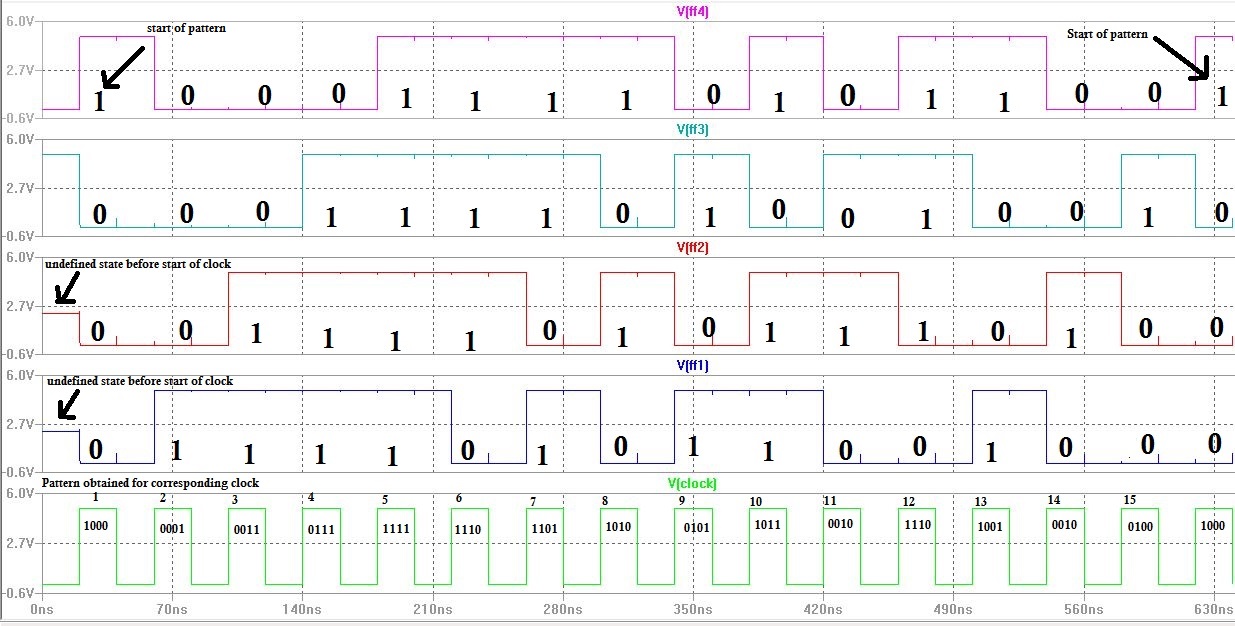 V(ff4)
6.0V
start of pattern
Start of pattern
2.7V
1 0 0 0 1 1 1 1 0 1 0 1 1 0 0 1
-0.6V
V(ff3)
6.0V
2.7V
0 0 0 1 1 1 1 0 1 0 0 1 0 0 1 0
-0.6V
V(ff2)
6.0V
undefined state before start of clock
2.7V
0 0 1 1 1 1 0 1 0 1 1 1 0 1 0 0
-0.6V
V(ff1)
6.0V
undefined state before start of clock
2.7V
0 1 1 1 1 0 1 0 1 1 0 0 1 0 0 0
-0.6V
Pattern obtained for corresponding clock
V(clock)
6.0V
1 2 3 4 5 6 7 8 9 10 11 12 13 14 15
1000 0001 0011 0111 1111 1110 1101 1010 0101 1011 0010 1110 1001 0010 0100 1000
2.7V
-0.6V
0ns 70ns 140ns 210ns 280ns 350ns 420ns 490ns 560ns 630ns